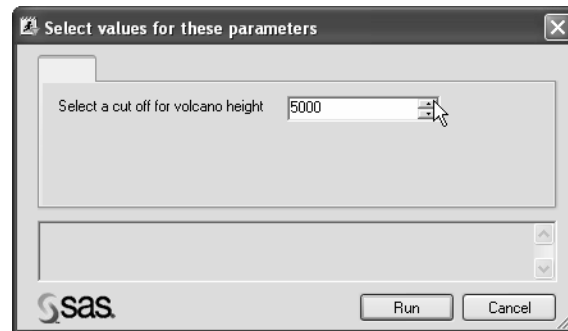 Select values for these parameters
Select a cut off for volcano height 5000
sas.
Run Cancel